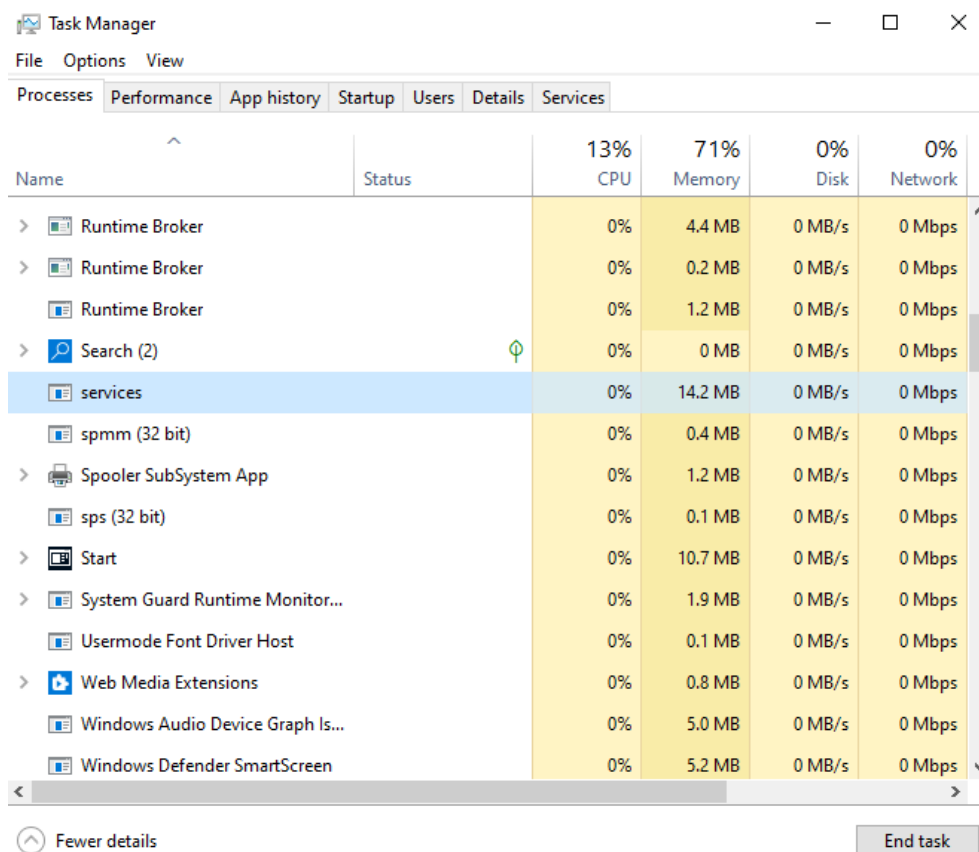 Task Manager
File Options View
Processes Performance App history Startup Users Details Services
13% 71% 0% 0%
Name Status CPU Memory Disk Network
Runtime Broker 0% 4.4 MB 0 MB/s 0 Mbps
Runtime Broker 0% 0.2 MB 0 MB/s 0 Mbps
Runtime Broker 0% 1.2 MB 0 MB/s 0 Mbps
Search (2) 0% 0 MB 0 MB/s 0 Mbps
services 0% 14.2 MB 0 MB/s 0 Mbps
spmm (32 bit) 0% 0.4 MB 0 MB/s 0 Mbps
Spooler SubSystem App 0% 1.2 MB 0 MB/s 0 Mbps
sps (32 bit) 0% 0.1 MB 0 MB/s 0 Mbps
Start 0% 10.7 MB 0 MB/s 0 Mbps
System Guard Runtime Monitor... 0% 1.9 MB 0 MB/s 0 Mbps
Usermode Font Driver Host 0% 0.1 MB 0 MB/s 0 Mbps
Web Media Extensions 0% 0.8 MB 0 MB/s 0 Mbps
Windows Audio Device Graph Is... 0% 5.0 MB 0 MB/s 0 Mbps
Windows Defender SmartScreen 0% 5.2 MB 0 MB/s 0 Mbps
Fewer details End task